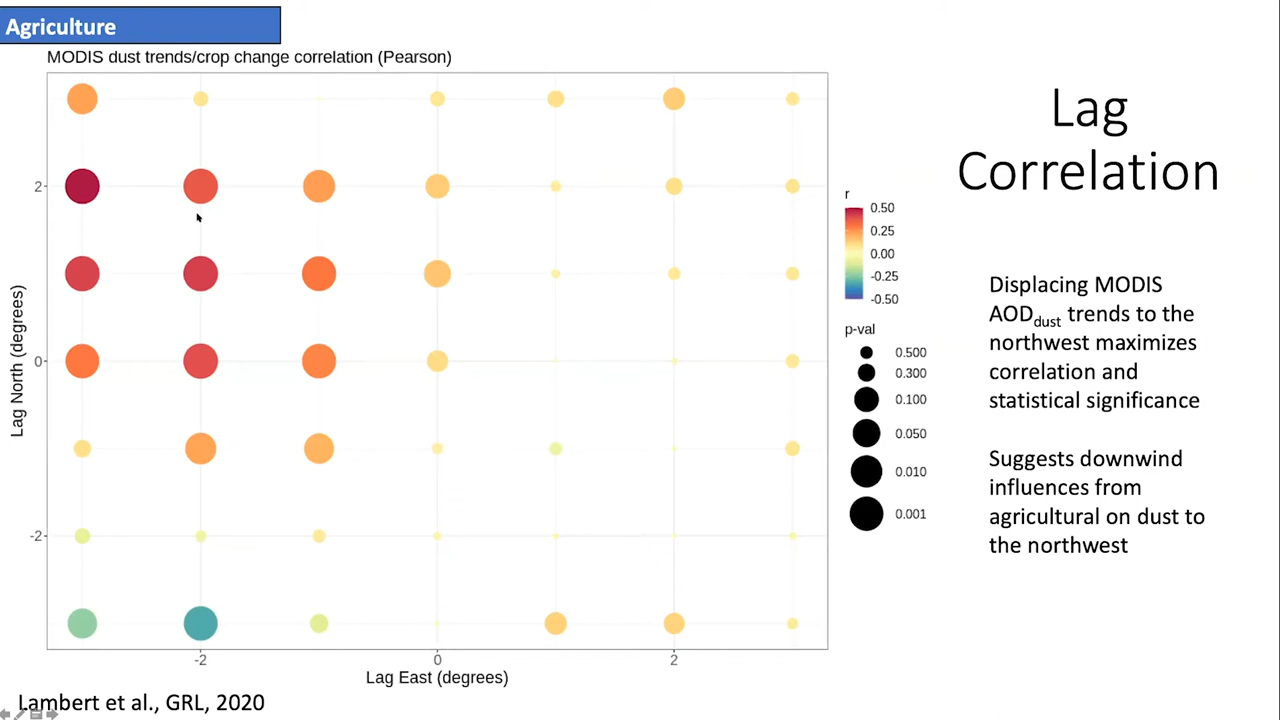 Agriculture
MODIS dust trends/crop change correlation (Pearson)
Lag North (degrees)
2
0
-2
-2
0
2
Lag East (degrees)
r
0.50
0.25
0.00
-0.25
-0.50
p-val
0.500
0.300
0.100
0.050
0.010
0.001
Lag
Correlation
Displacing MODIS
AODdust trends to the
northwest maximizes
correlation and
statistical significance
Suggests downwind
influences from
agricultural on dust to
the northwest
Lambert et al., GRL, 2020